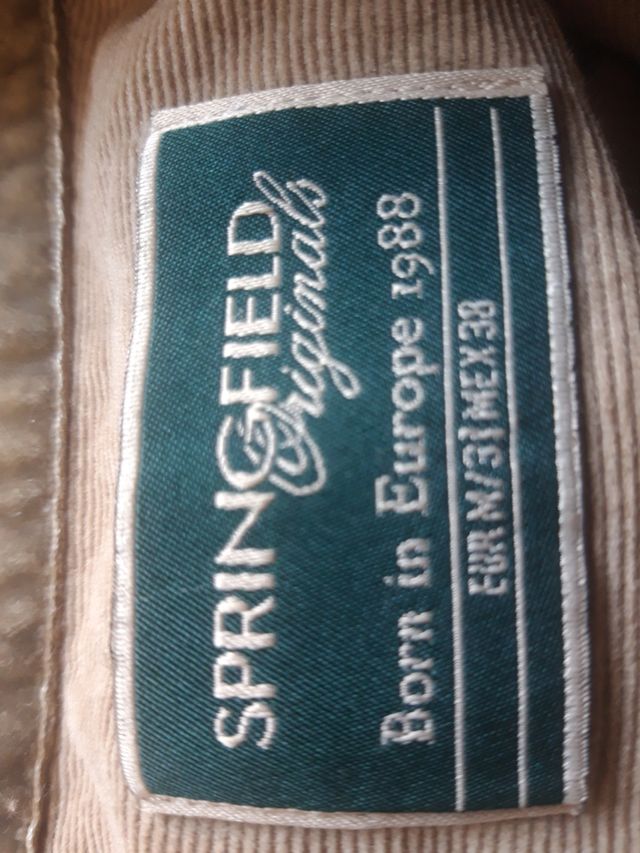 SPRINGFIELD
Originals
Born in Europe 1988
EUR M/31 MEX 38